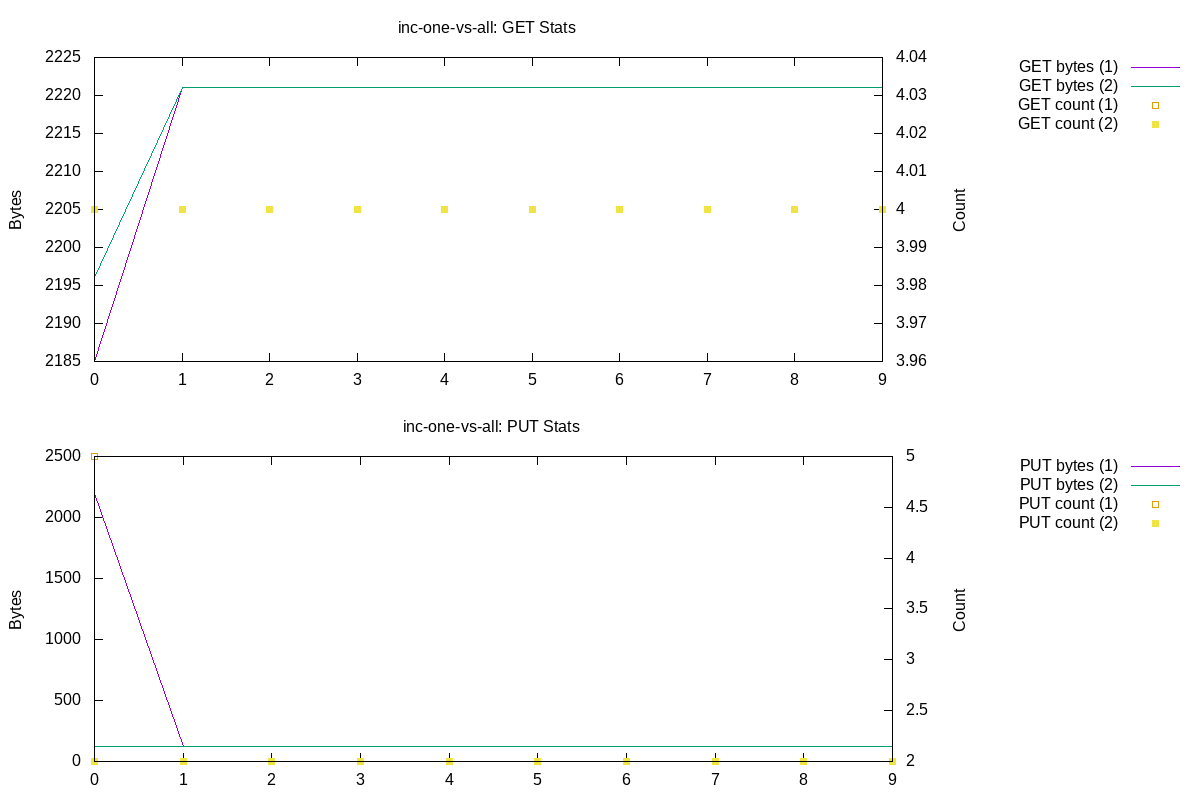 inc-one-vs-all: GET Stats
2225
2220
2215
2210
2205
2200
2195
2190
2185
Bytes
4.04
4.03
4.02
4.01
4
3.99
3.98
3.97
3.96
Count
0 1 2 3 4 5 6 7 8 9
GET bytes (1)
GET bytes (2)
GET count (1)
GET count (2)
inc-one-vs-all: PUT Stats
2500
2000
1500
1000
500
0
Bytes
5
4.5
4
3.5
3
2.5
2
Count
0 1 2 3 4 5 6 7 8 9
PUT bytes (1)
PUT bytes (2)
PUT count (1)
PUT count (2)